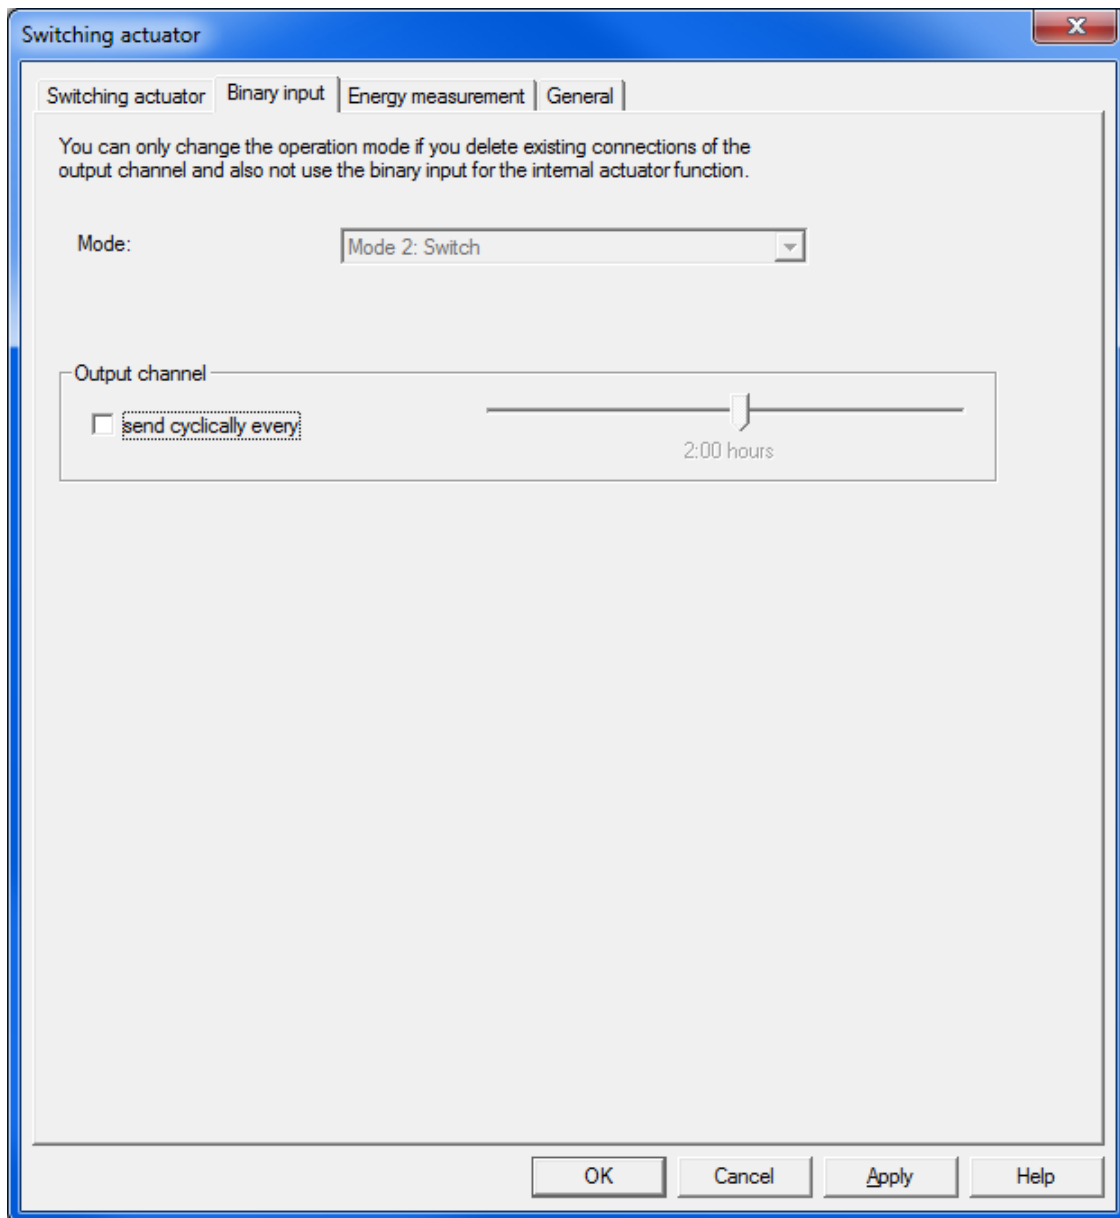 Switching actuator
Switching actuator Binary input Energy measurement General
You can only change the operation mode if you delete existing connections of the
output channel and also not use the binary input for the internal actuator function.
Mode: Mode 2: Switch
Output channel
send cyclically every
2:00 hours
OK Cancel Apply Help